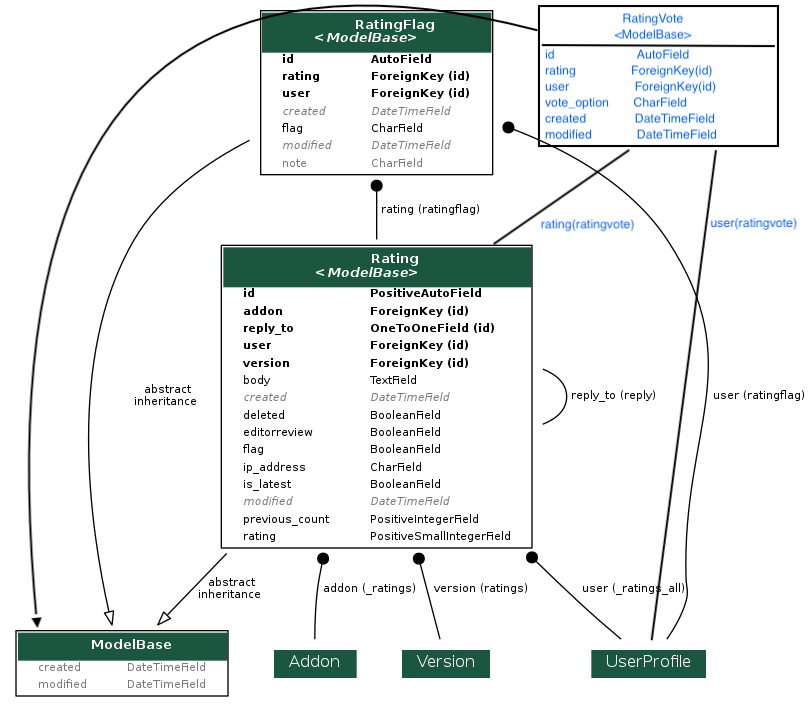 RatingFlag
<ModelBase>
id AutoField
rating ForeignKey (id)
user ForeignKey (id)
created DateTimeField
flag CharField
modified DateTimeField
note CharField
RatingVote
<ModelBase>
id AutoField
rating ForeignKey(id)
user ForeignKey(id)
vote_option CharField
created DateTimeField
modified DateTimeField
rating (ratingflag)
rating(ratingvote)
user(ratingvote)
Rating
<ModelBase>
id PositiveAutoField
addon ForeignKey (id)
reply_to OneToOneField (id)
user ForeignKey (id)
version ForeignKey (id)
body TextField
created DateTimeField
deleted BooleanField
editorreview BooleanField
flag BooleanField
ip_address CharField
is_latest BooleanField
modified DateTimeField
previous_count PositiveIntegerField
rating PositiveSmallIntegerField
abstract
inheritance
reply_to (reply)
user (ratingflag)
abstract
inheritance
addon (_ratings)
version (ratings)
user (_ratings_all)
ModelBase
created DateTimeField
modified DateTimeField
Addon
Version
UserProfile